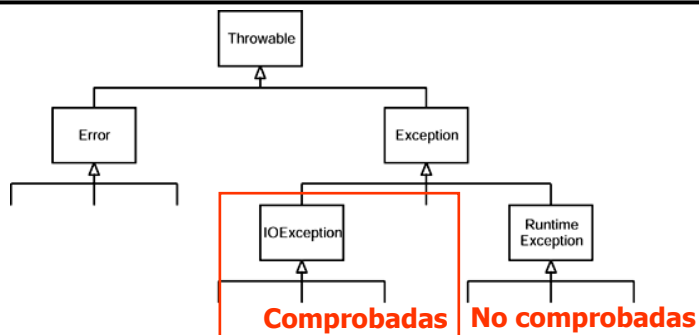 Throwable
Error
Exception
IOException
Runtime
Exception
Comprobadas
No comprobadas